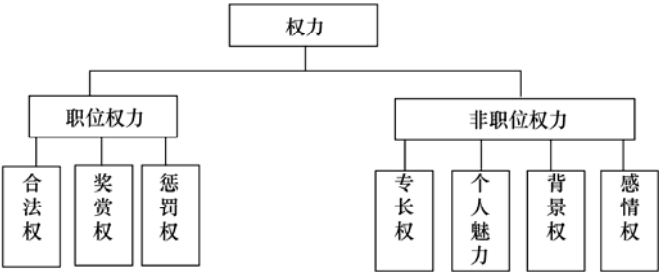 权力
职位权力
非职位权力
合法权
奖赏权
惩罚权
专长权
个人魅力
背景权
感情权